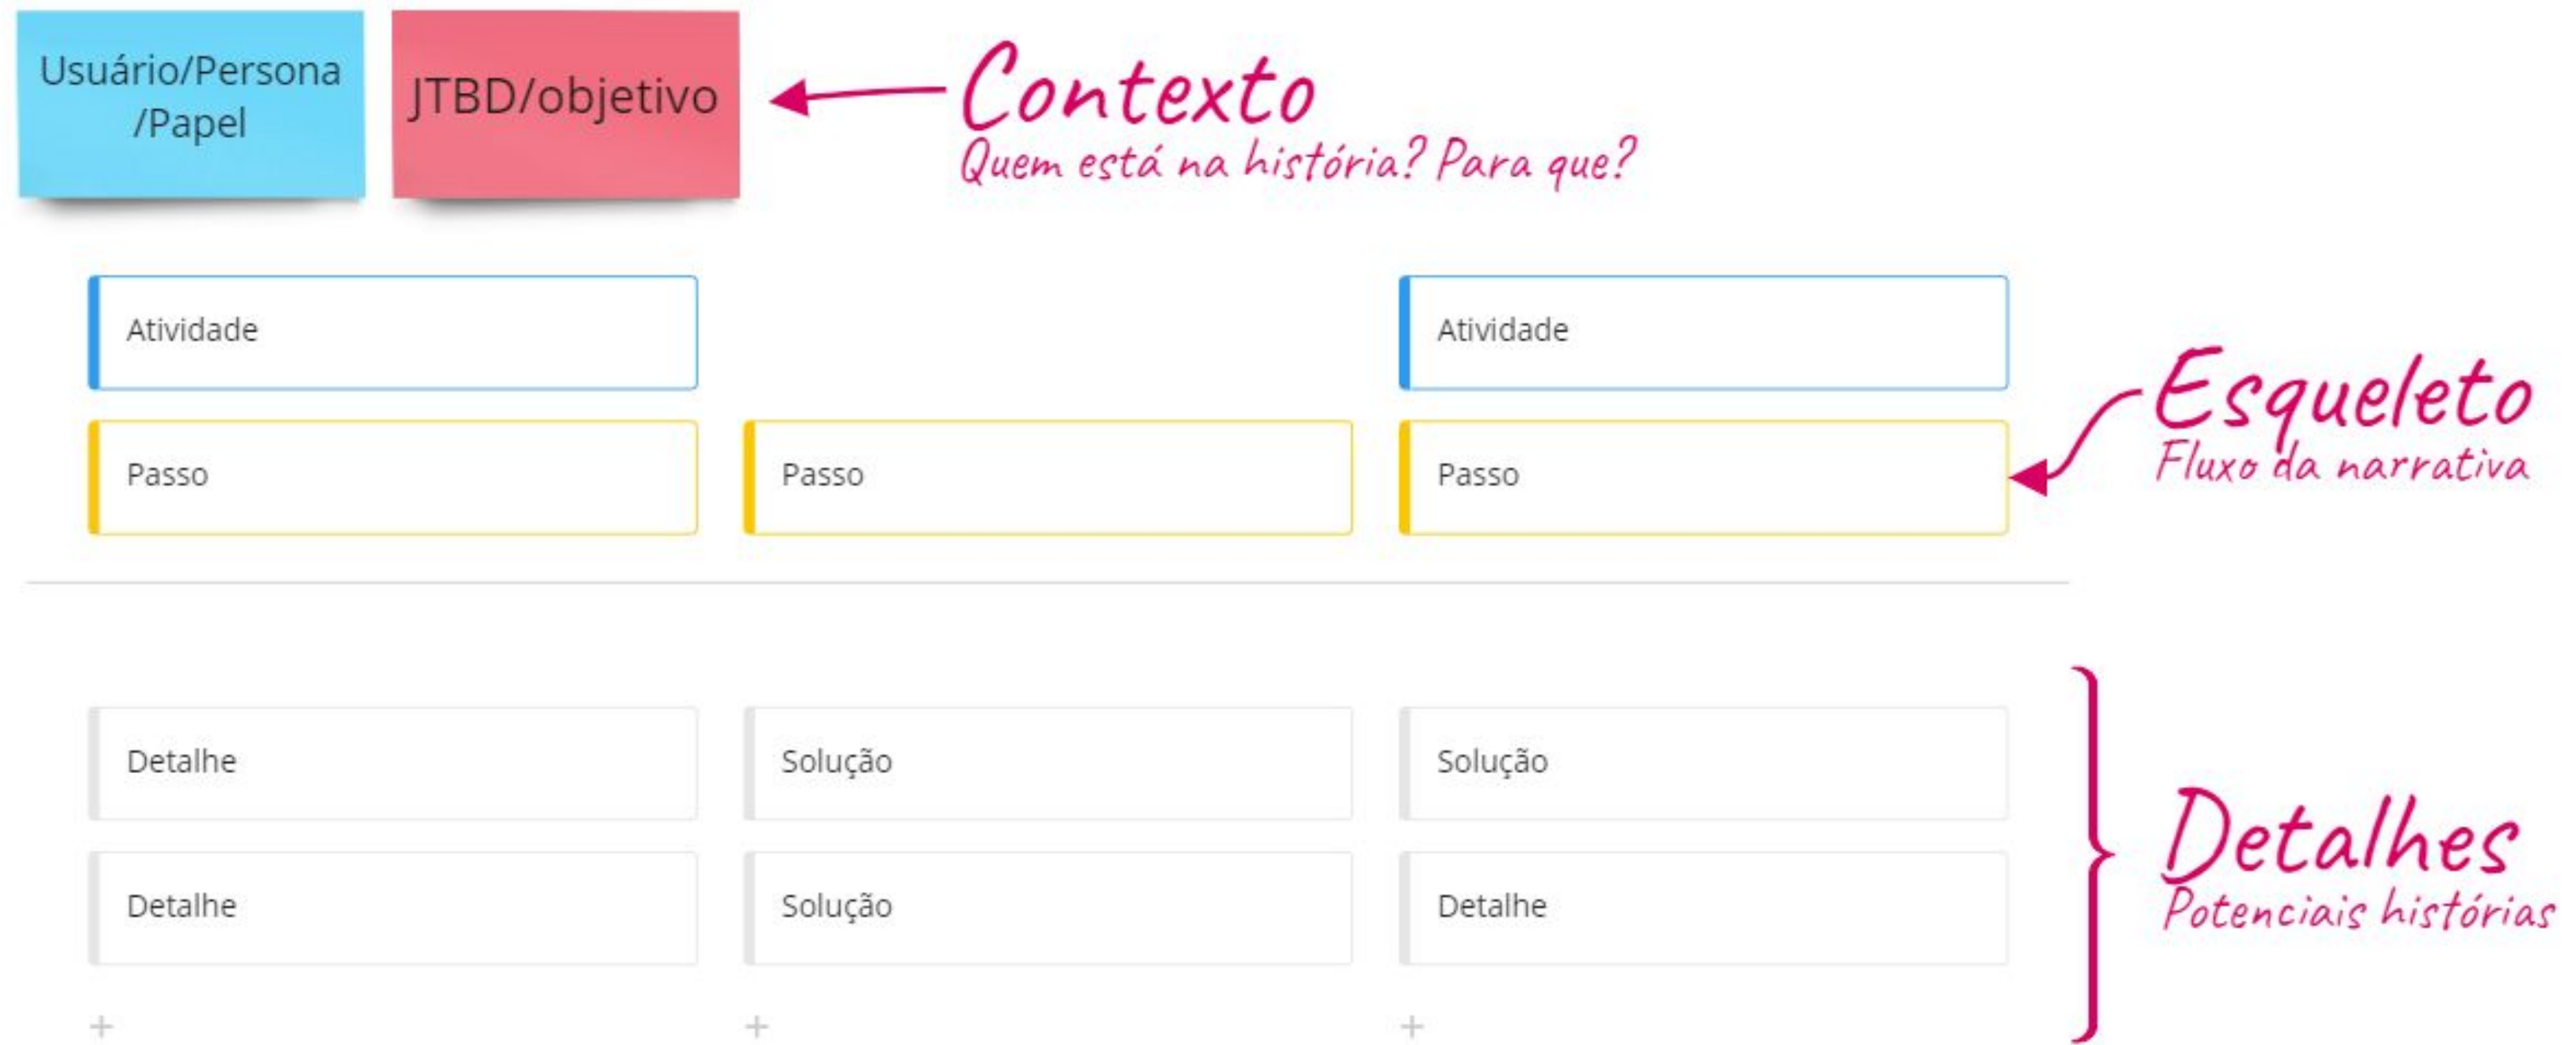 Usuário/Persona
/Papel
JTBD/objetivo
Contexto
Quem está na história? Para que?
Atividade
Atividade
Passo
Passo
Passo
Esqueleto
Fluxo da narrativa
Detalhe
Solução
Solução
Detalhe
Solução
Detalhe
Detalhes
Potenciais histórias
+
+
+